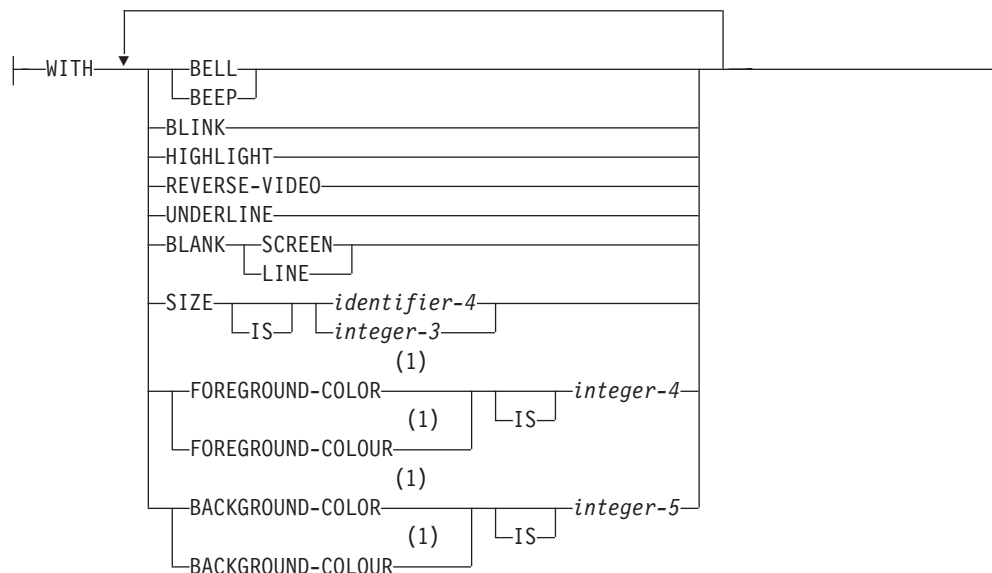 WITH BELL
BEEP
BLINK
HIGHLIGHT
REVERSE-VIDEO
UNDERLINE
BLANK SCREEN
LINE
SIZE identifier-4
IS integer-3
(1)
FOREGROUND-COLOR integer-4
(1) IS
FOREGROUND-COLOUR
(1)
BACKGROUND-COLOR integer-5
(1) IS
BACKGROUND-COLOUR